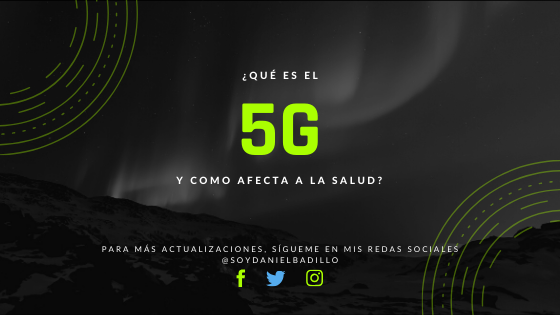 ¿QUÉ ES EL
5G
Y COMO AFECTA A LA SALUD?
PARA MÁS ACTUALIZACIONES, SÍGUEME EN MIS REDAS SOCIALES
@SOYDANIELBADILLO